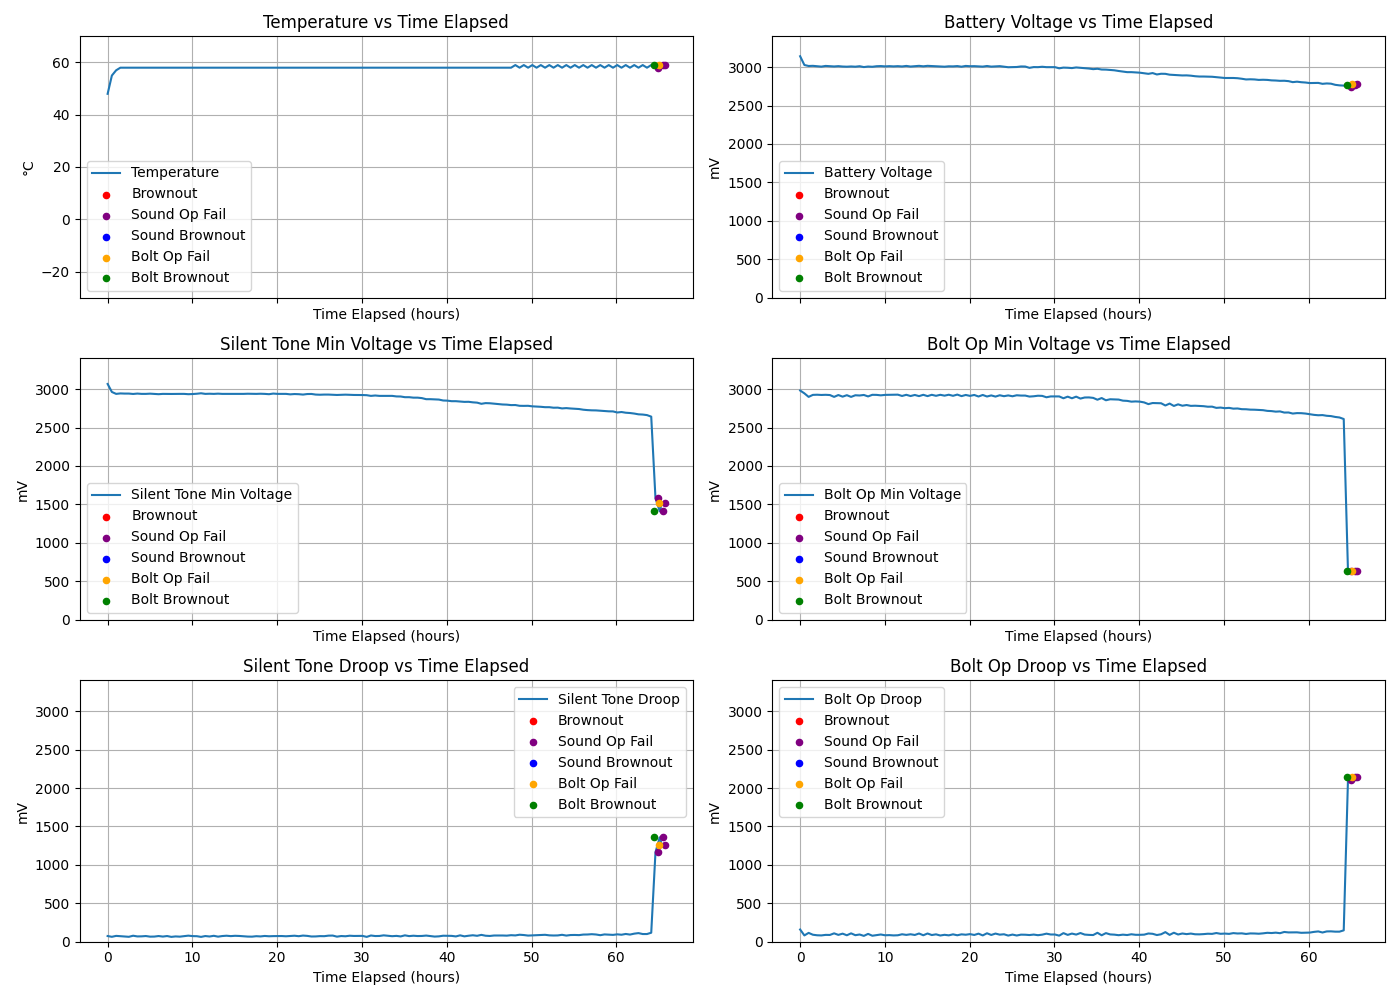 Temperature vs Time Elapsed
60
40
20
0
−20
°C
Temperature
Brownout
Sound Op Fail
Sound Brownout
Bolt Op Fail
Bolt Brownout
Time Elapsed (hours)
Battery Voltage vs Time Elapsed
3000
2500
2000
1500
1000
500
0
mV
Battery Voltage
Brownout
Sound Op Fail
Sound Brownout
Bolt Op Fail
Bolt Brownout
Time Elapsed (hours)
Silent Tone Min Voltage vs Time Elapsed
3000
2500
2000
1500
1000
500
0
mV
Silent Tone Min Voltage
Brownout
Sound Op Fail
Sound Brownout
Bolt Op Fail
Bolt Brownout
Time Elapsed (hours)
Bolt Op Min Voltage vs Time Elapsed
3000
2500
2000
1500
1000
500
0
mV
Bolt Op Min Voltage
Brownout
Sound Op Fail
Sound Brownout
Bolt Op Fail
Bolt Brownout
Time Elapsed (hours)
Silent Tone Droop vs Time Elapsed
3000
2500
2000
1500
1000
500
0
mV
Silent Tone Droop
Brownout
Sound Op Fail
Sound Brownout
Bolt Op Fail
Bolt Brownout
0 10 20 30 40 50 60
Time Elapsed (hours)
Bolt Op Droop vs Time Elapsed
3000
2500
2000
1500
1000
500
0
mV
Bolt Op Droop
Brownout
Sound Op Fail
Sound Brownout
Bolt Op Fail
Bolt Brownout
0 10 20 30 40 50 60
Time Elapsed (hours)